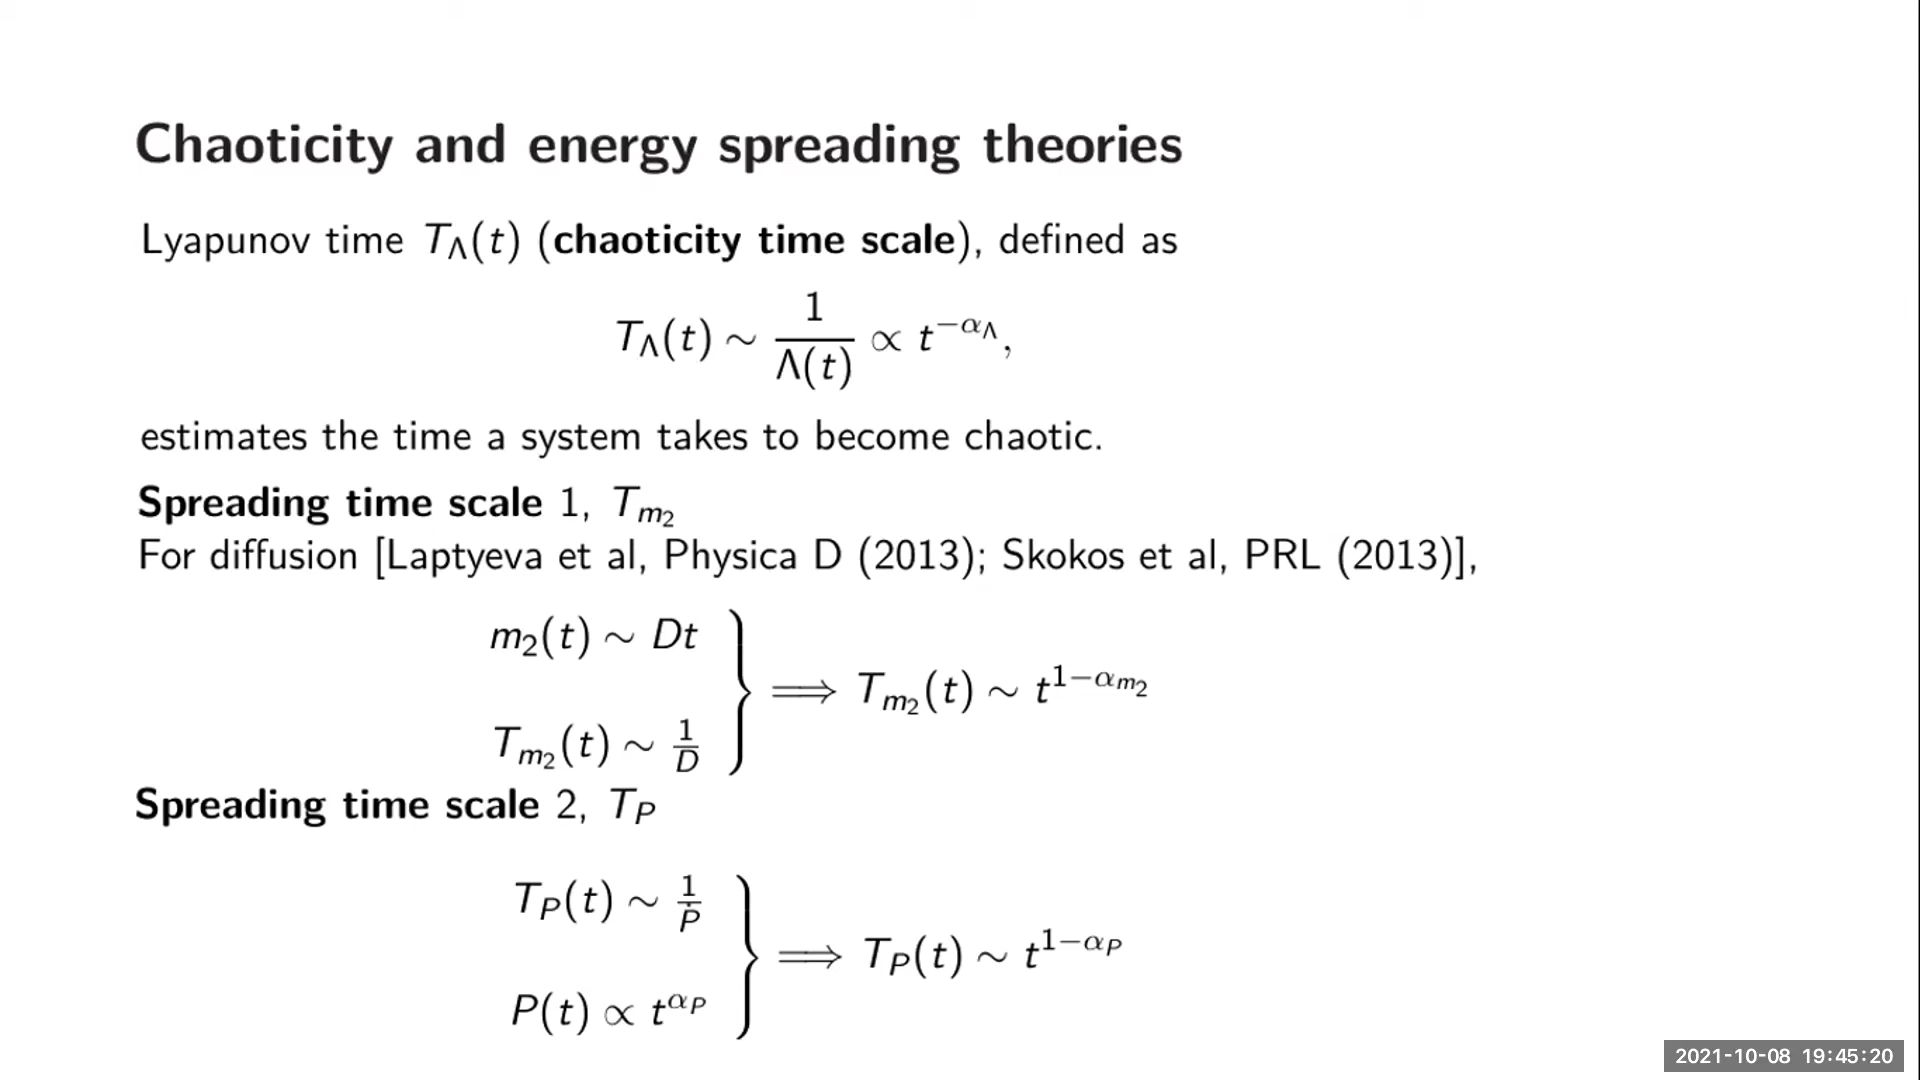 Chaoticity and energy spreading theories
Lyapunov time T_Λ(t) (chaoticity time scale), defined as
T_Λ(t) ∼ 1/Λ(t) ∝ t^{−α_Λ},
estimates the time a system takes to become chaotic.
Spreading time scale 1, T_{m_2}
For diffusion [Laptyeva et al, Physica D (2013); Skokos et al, PRL (2013)],
m_2(t) ∼ Dt
T_{m_2}(t) ∼ 1/D
} ⟹ T_{m_2}(t) ∼ t^{1−α_{m_2}}
Spreading time scale 2, T_P
T_P(t) ∼ 1/Ṗ
P(t) ∝ t^{α_P}
} ⟹ T_P(t) ∼ t^{1−α_P}
2021-10-08 19:45:20